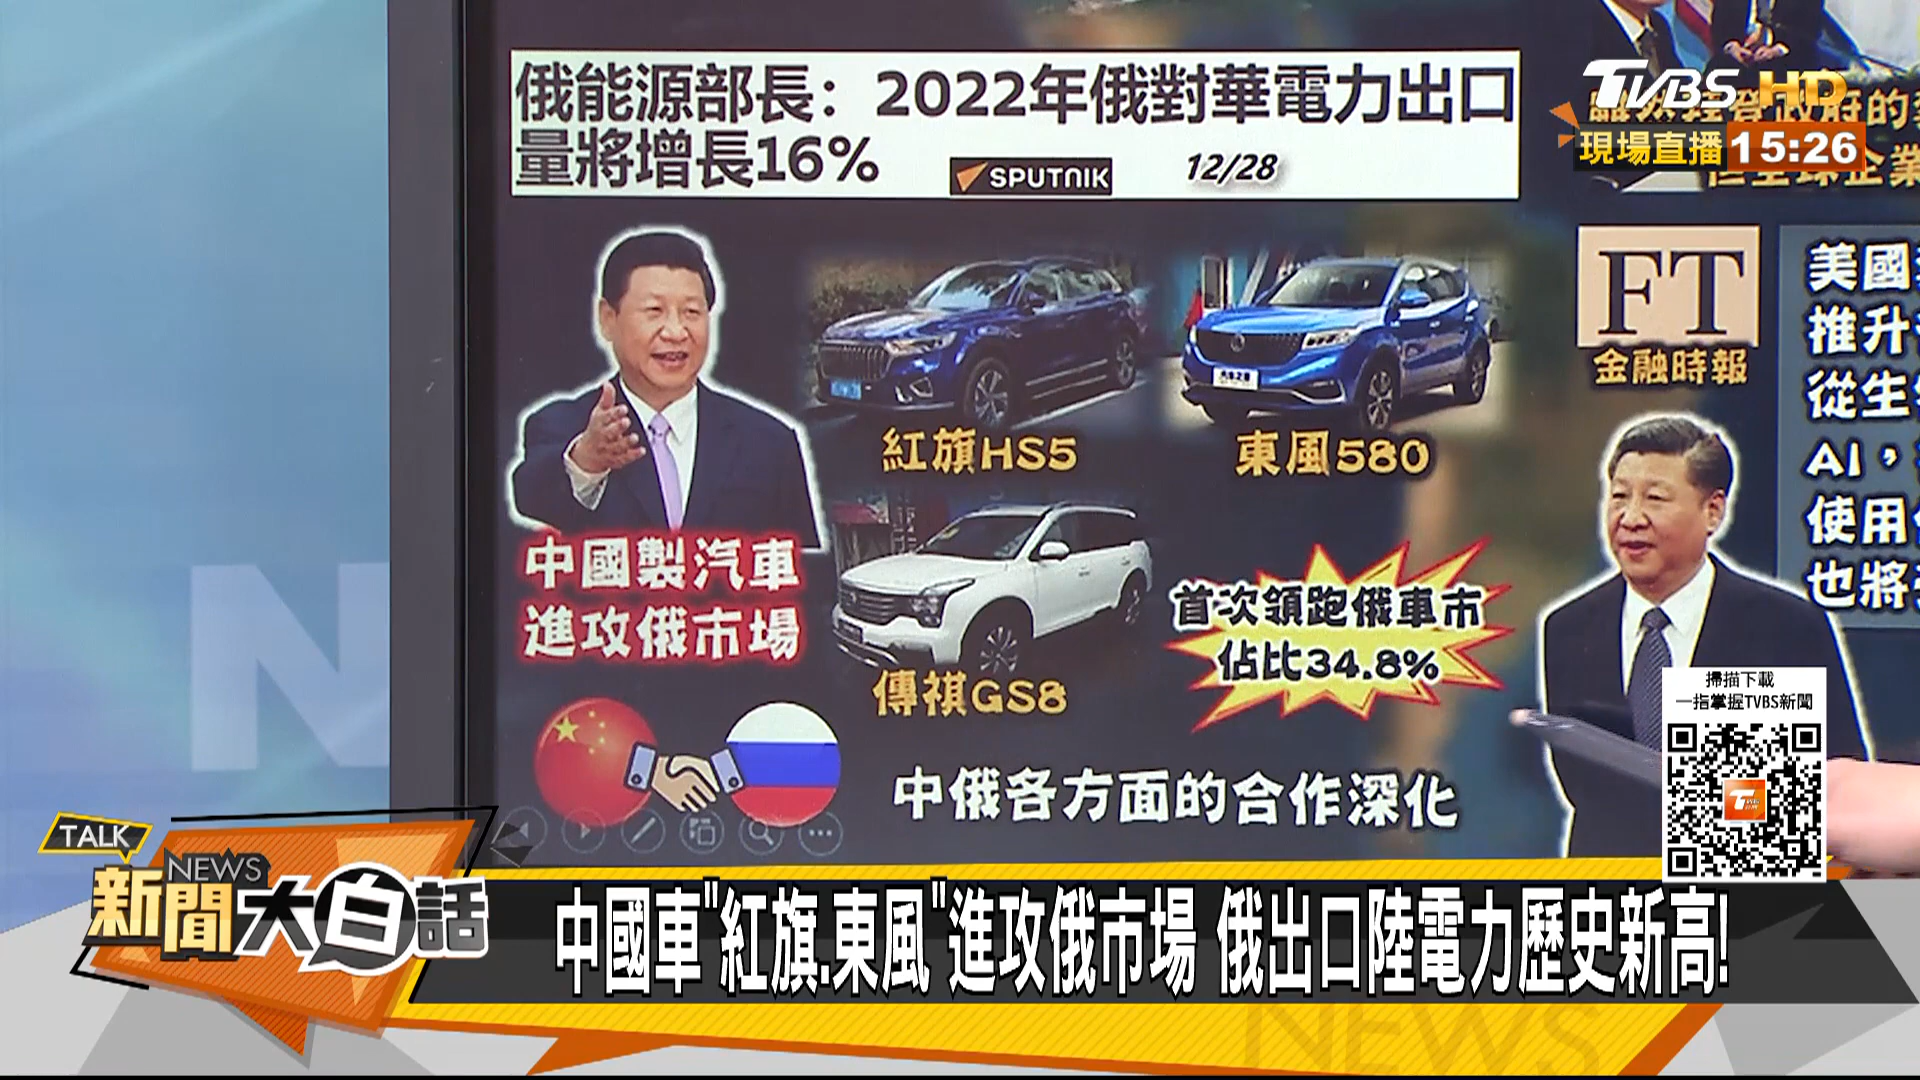 俄能源部長：2022年俄對華電力出口
量將增長16%
SPUTNIK
12/28
TVBS HD
現場直播 15:26
FT
金融時報
美國
推升
從生
AI，
使用
也將
紅旗HS5
東風580
中國製汽車
進攻俄市場
傳祺GS8
首次領跑俄車市
佔比34.8%
中俄各方面的合作深化
掃描下載
一指掌握TVBS新聞
TALK
NEWS
新聞大白話
中國車"紅旗.東風"進攻俄市場 俄出口陸電力歷史新高!
NEWS